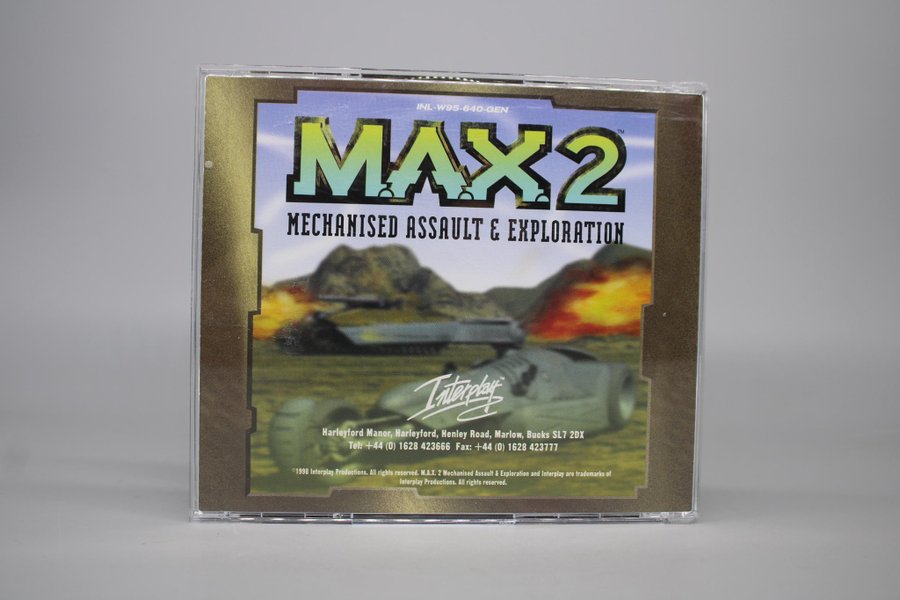 INL-W95-640-GEN
M.A.X. 2™
MECHANISED ASSAULT & EXPLORATION
Interplay™
Harleyford Manor, Harleyford, Henley Road, Marlow, Bucks SL7 2DX
Tel: +44 (0) 1628 423666 Fax: +44 (0) 1628 423777
©1998 Interplay Productions. All rights reserved. M.A.X. 2 Mechanised Assault & Exploration and Interplay are trademarks of
Interplay Productions. All rights reserved.